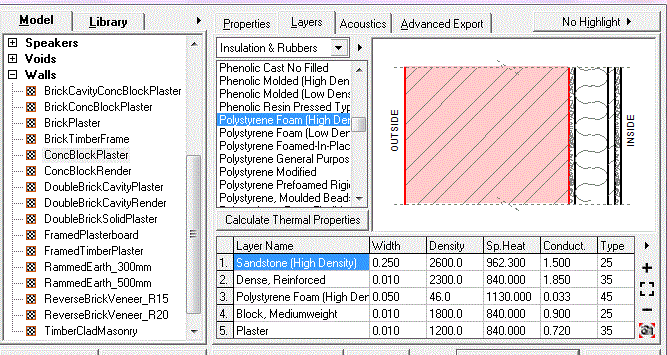 Model
Library
Speakers
Voids
Walls
BrickCavityConcBlockPlaster
BrickConcBlockPlaster
BrickPlaster
BrickTimberFrame
ConcBlockPlaster
ConcBlockRender
DoubleBrickCavityPlaster
DoubleBrickCavityRender
DoubleBrickSolidPlaster
FramedPlasterboard
FramedTimberPlaster
RammedEarth_300mm
RammedEarth_500mm
ReverseBrickVeneer_R15
ReverseBrickVeneer_R20
TimberCladMasonry
Properties
Layers
Acoustics
Advanced Export
No Highlight
Insulation & Rubbers
Phenolic Cast No Filled
Phenolic Molded (High Den
Phenolic Molded (Low Dens
Phenolic Resin Pressed Typ
Polystyrene Foam (High Den
Polystyrene Foam (Low Den
Polystyrene Foamed-In-Plac
Polystyrene General Purpos
Polystyrene Modified
Polystyrene Prefoamed Rigi
Polystyrene, Moulded Beads
Calculate Thermal Properties
OUTSIDE
INSIDE
Layer Name Width Density Sp.Heat Conduct. Type
1. Sandstone (High Density) 0.250 2600.0 962.300 1.500 25
2. Dense, Reinforced 0.010 2300.0 840.000 1.850 35
3. Polystyrene Foam (High Den 0.050 46.0 1130.000 0.033 45
4. Block, Mediumweight 0.010 1800.0 840.000 0.900 25
5. Plaster 0.010 1200.0 840.000 0.720 35